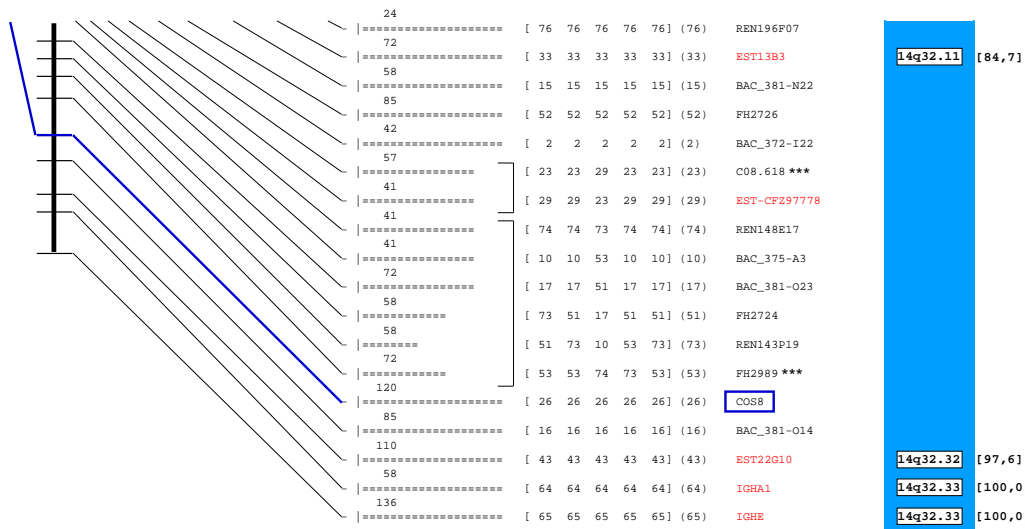 24
|=================== [ 76 76 76 76 76] (76) REN196F07
72
|=================== [ 33 33 33 33 33] (33) EST13B3 14q32.11 [84,7]
58
|=================== [ 15 15 15 15 15] (15) BAC_381-N22
85
|=================== [ 52 52 52 52 52] (52) FH2726
42
|=================== [ 2 2 2 2 2] (2) BAC_372-I22
57
|=============== [ 23 23 29 23 23] (23) C08.618 ***
41
|=============== [ 29 29 23 29 29] (29) EST-CFZ97778
41
|=============== [ 74 74 73 74 74] (74) REN148E17
41
|=============== [ 10 10 53 10 10] (10) BAC_375-A3
72
|=============== [ 17 17 51 17 17] (17) BAC_381-O23
58
|=========== [ 73 51 17 51 51] (51) FH2724
58
|======= [ 51 73 10 53 73] (73) REN143P19
72
|=========== [ 53 53 74 73 53] (53) FH2989 ***
120
|=================== [ 26 26 26 26 26] (26) COS8
85
|=================== [ 16 16 16 16 16] (16) BAC_381-O14
110
|=================== [ 43 43 43 43 43] (43) EST22G10 14q32.32 [97,6]
58
|=================== [ 64 64 64 64 64] (64) IGHA1 14q32.33 [100,0
136
|=================== [ 65 65 65 65 65] (65) IGHE 14q32.33 [100,0